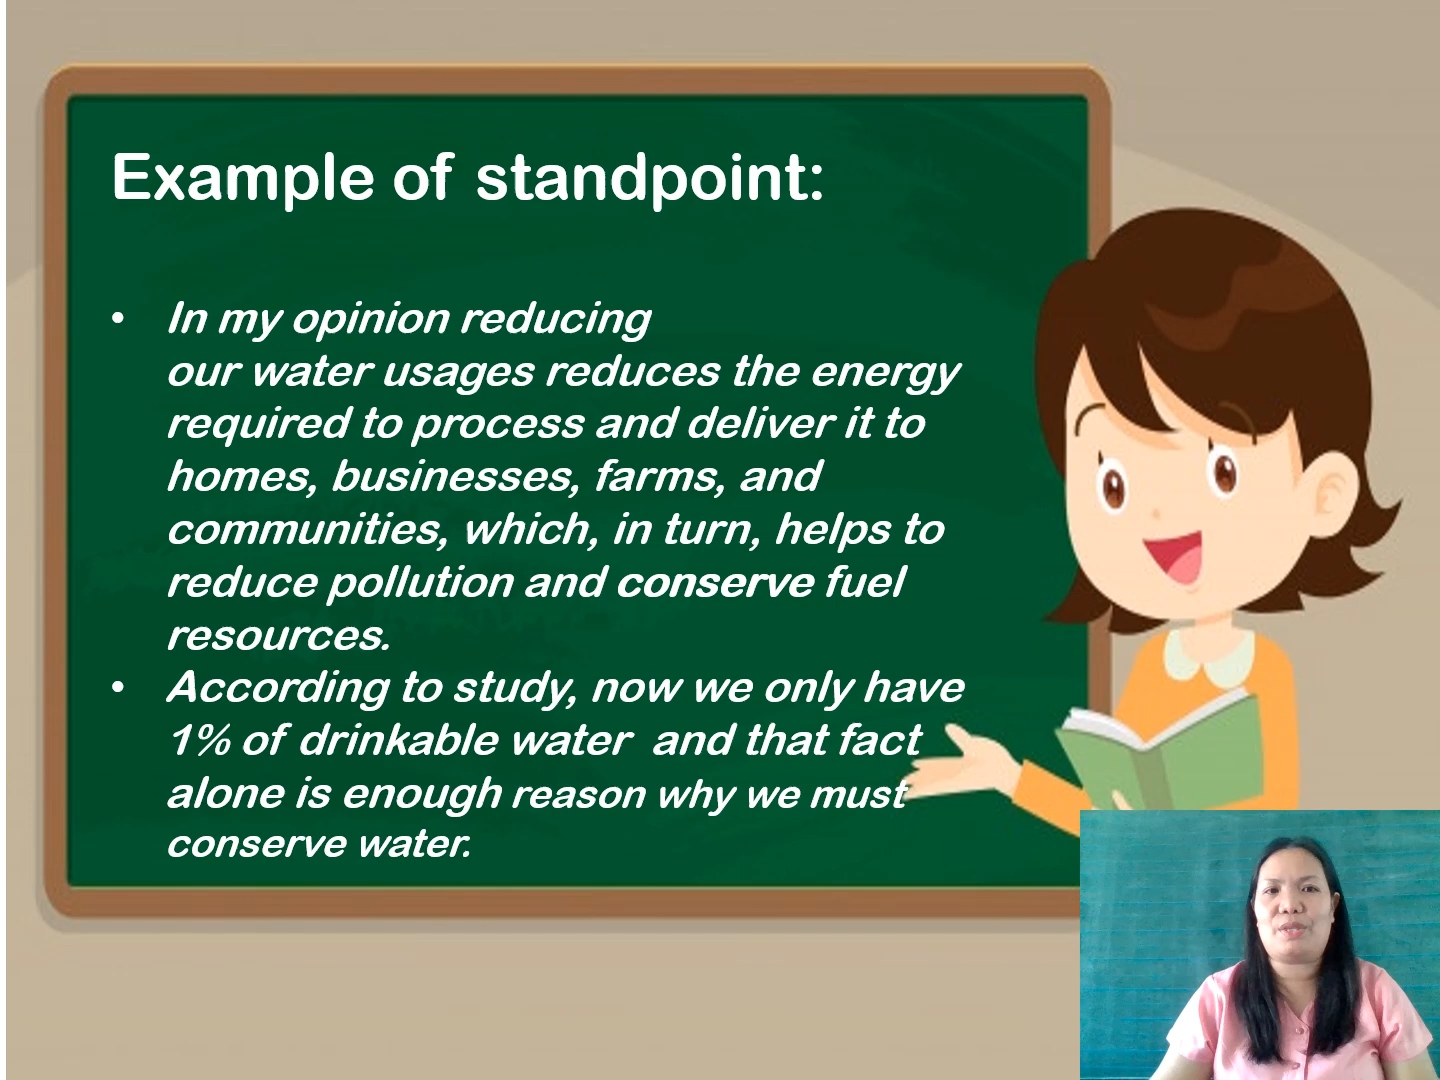 Example of standpoint:
• In my opinion reducing
our water usages reduces the energy
required to process and deliver it to
homes, businesses, farms, and
communities, which, in turn, helps to
reduce pollution and conserve fuel
resources.
• According to study, now we only have
1% of drinkable water and that fact
alone is enough reason why we must
conserve water.